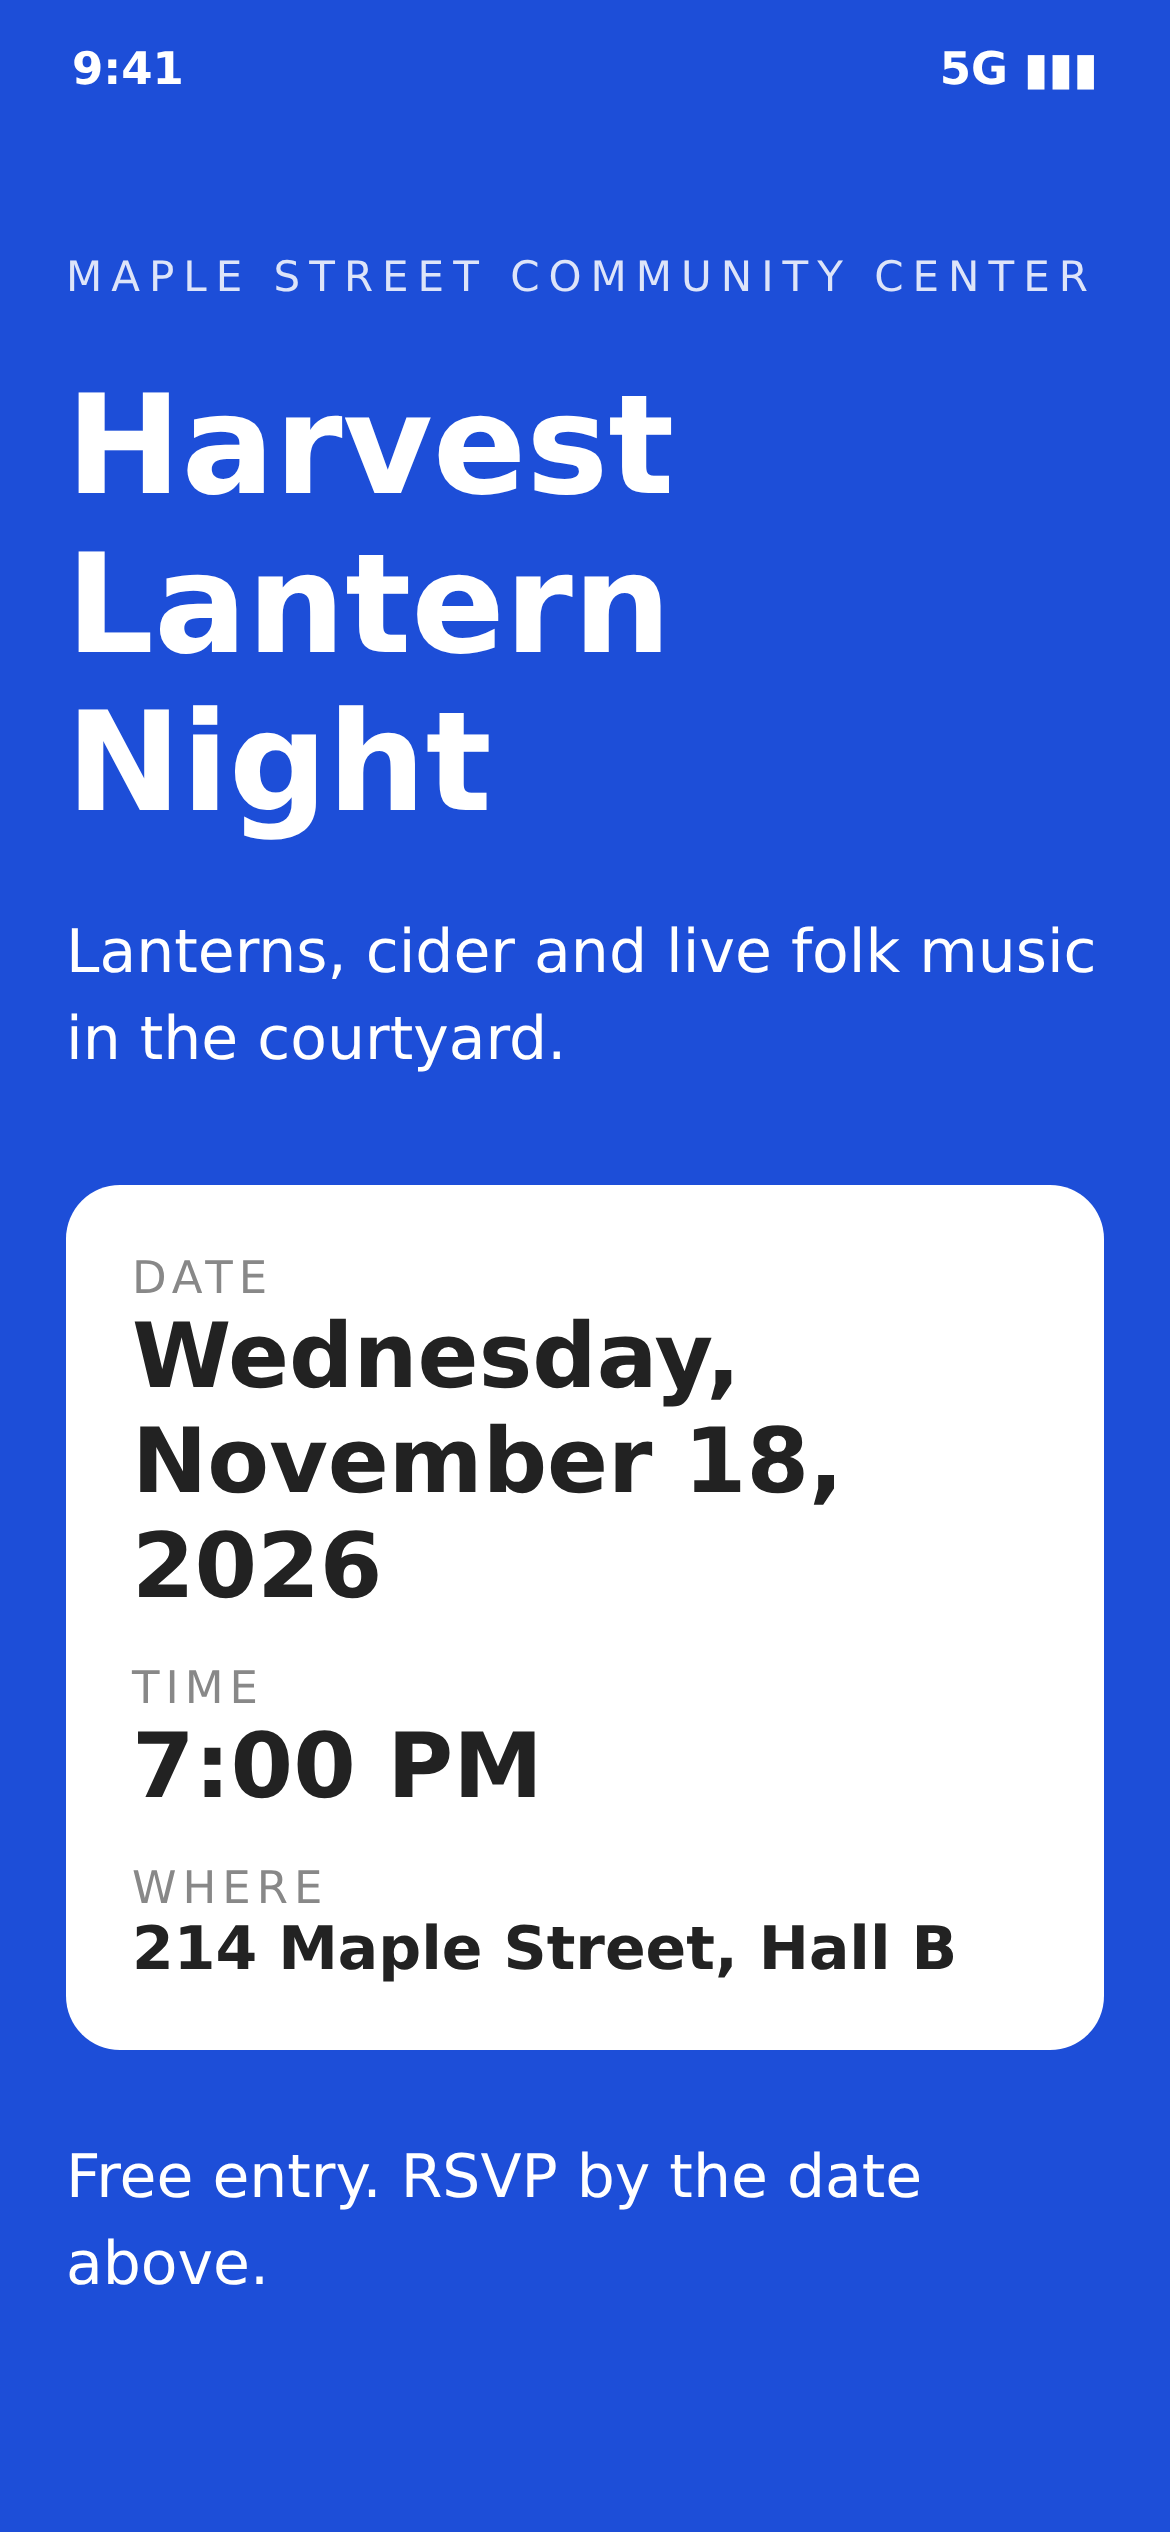 9:41
5G
MAPLE STREET COMMUNITY CENTER
Harvest
Lantern
Night
Lanterns, cider and live folk music
in the courtyard.
DATE
Wednesday,
November 18,
2026
TIME
7:00 PM
WHERE
214 Maple Street, Hall B
Free entry. RSVP by the date
above.